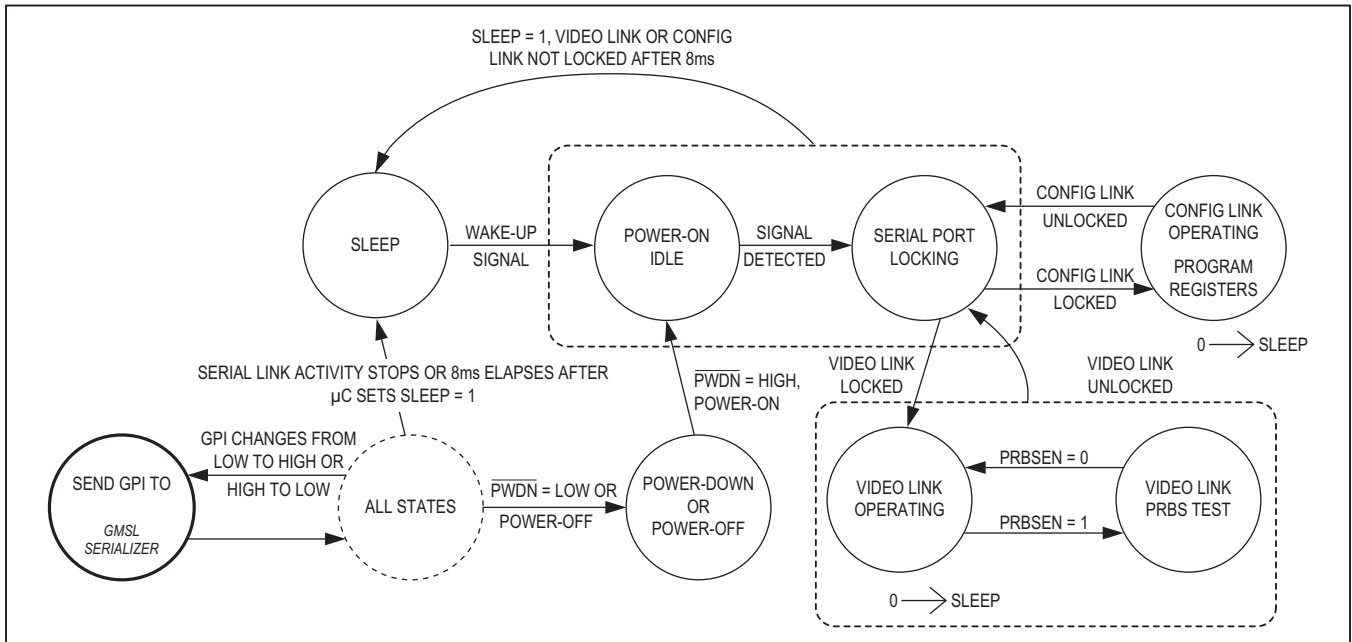 SLEEP = 1, VIDEO LINK OR CONFIG
LINK NOT LOCKED AFTER 8ms
SLEEP
WAKE-UP
SIGNAL
POWER-ON
IDLE
SIGNAL
DETECTED
SERIAL PORT
LOCKING
CONFIG LINK
UNLOCKED
CONFIG LINK
LOCKED
CONFIG LINK
OPERATING
PROGRAM
REGISTERS
0 → SLEEP
SERIAL LINK ACTIVITY STOPS OR 8ms ELAPSES AFTER
µC SETS SLEEP = 1
PWDN = HIGH,
POWER-ON
VIDEO LINK
LOCKED
VIDEO LINK
UNLOCKED
GPI CHANGES FROM
LOW TO HIGH OR
HIGH TO LOW
SEND GPI TO
GMSL
SERIALIZER
ALL STATES
PWDN = LOW OR
POWER-OFF
POWER-DOWN
OR
POWER-OFF
VIDEO LINK
OPERATING
PRBSEN = 0
PRBSEN = 1
VIDEO LINK
PRBS TEST
0 → SLEEP